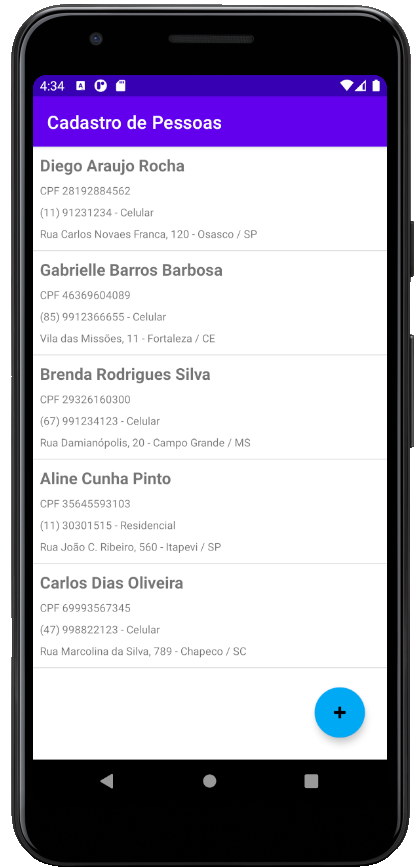 4:34
Cadastro de Pessoas
Diego Araujo Rocha
CPF 28192884562
(11) 91231234 - Celular
Rua Carlos Novaes Franca, 120 - Osasco / SP
Gabrielle Barros Barbosa
CPF 46369604089
(85) 9912366655 - Celular
Vila das Missões, 11 - Fortaleza / CE
Brenda Rodrigues Silva
CPF 29326160300
(67) 991234123 - Celular
Rua Damianópolis, 20 - Campo Grande / MS
Aline Cunha Pinto
CPF 35645593103
(11) 30301515 - Residencial
Rua João C. Ribeiro, 560 - Itapevi / SP
Carlos Dias Oliveira
CPF 69993567345
(47) 998822123 - Celular
Rua Marcolina da Silva, 789 - Chapeco / SC
+